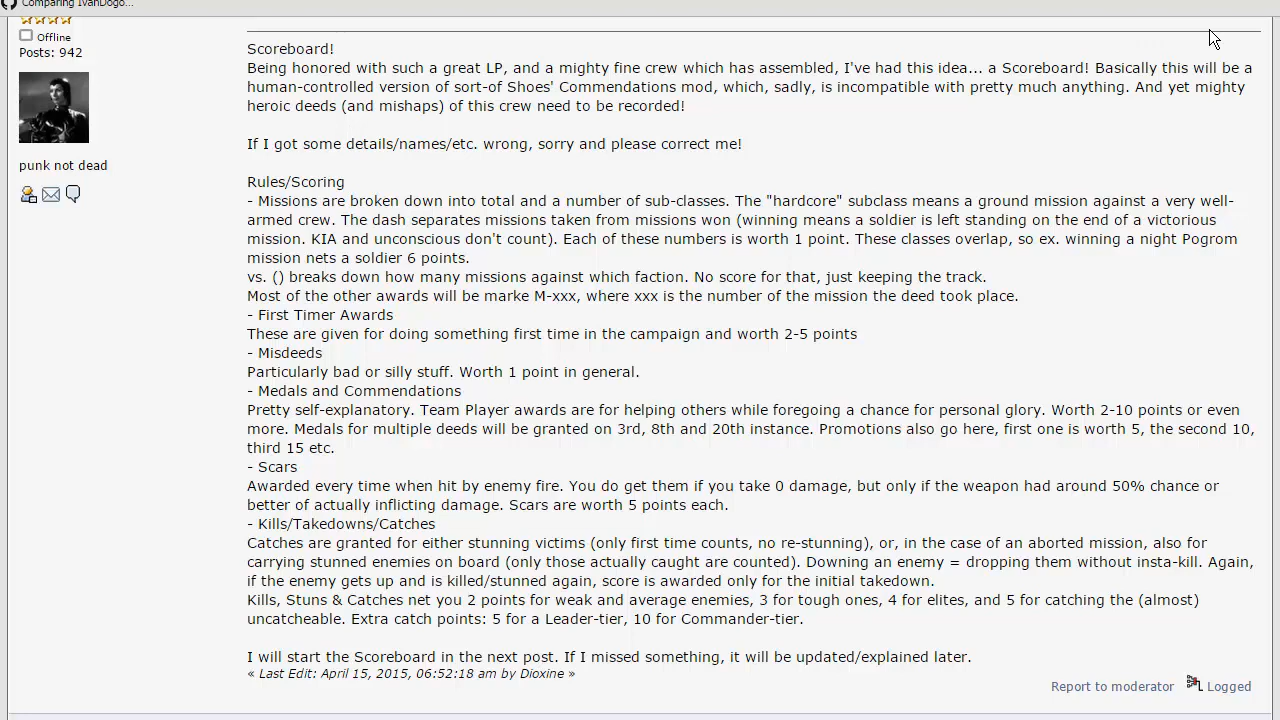 Comparing IvanDogo...
Offline
Posts: 942
punk not dead
Scoreboard!
Being honored with such a great LP, and a mighty fine crew which has assembled, I've had this idea... a Scoreboard! Basically this will be a
human-controlled version of sort-of Shoes' Commendations mod, which, sadly, is incompatible with pretty much anything. And yet mighty
heroic deeds (and mishaps) of this crew need to be recorded!
If I got some details/names/etc. wrong, sorry and please correct me!
Rules/Scoring
- Missions are broken down into total and a number of sub-classes. The "hardcore" subclass means a ground mission against a very well-
armed crew. The dash separates missions taken from missions won (winning means a soldier is left standing on the end of a victorious
mission. KIA and unconscious don't count). Each of these numbers is worth 1 point. These classes overlap, so ex. winning a night Pogrom
mission nets a soldier 6 points.
vs. () breaks down how many missions against which faction. No score for that, just keeping the track.
Most of the other awards will be marke M-xxx, where xxx is the number of the mission the deed took place.
- First Timer Awards
These are given for doing something first time in the campaign and worth 2-5 points
- Misdeeds
Particularly bad or silly stuff. Worth 1 point in general.
- Medals and Commendations
Pretty self-explanatory. Team Player awards are for helping others while foregoing a chance for personal glory. Worth 2-10 points or even
more. Medals for multiple deeds will be granted on 3rd, 8th and 20th instance. Promotions also go here, first one is worth 5, the second 10,
third 15 etc.
- Scars
Awarded every time when hit by enemy fire. You do get them if you take 0 damage, but only if the weapon had around 50% chance or
better of actually inflicting damage. Scars are worth 5 points each.
- Kills/Takedowns/Catches
Catches are granted for either stunning victims (only first time counts, no re-stunning), or, in the case of an aborted mission, also for
carrying stunned enemies on board (only those actually caught are counted). Downing an enemy = dropping them without insta-kill. Again,
if the enemy gets up and is killed/stunned again, score is awarded only for the initial takedown.
Kills, Stuns & Catches net you 2 points for weak and average enemies, 3 for tough ones, 4 for elites, and 5 for catching the (almost)
uncatcheable. Extra catch points: 5 for a Leader-tier, 10 for Commander-tier.
I will start the Scoreboard in the next post. If I missed something, it will be updated/explained later.
« Last Edit: April 15, 2015, 06:52:18 am by Dioxine »
Report to moderator Logged